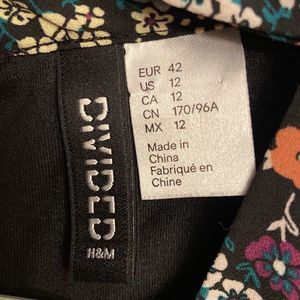 DIVIDED
H&M
EUR 42
US 12
CA 12
CN 170/96A
MX 12
Made in
China
Fabriqué en
Chine